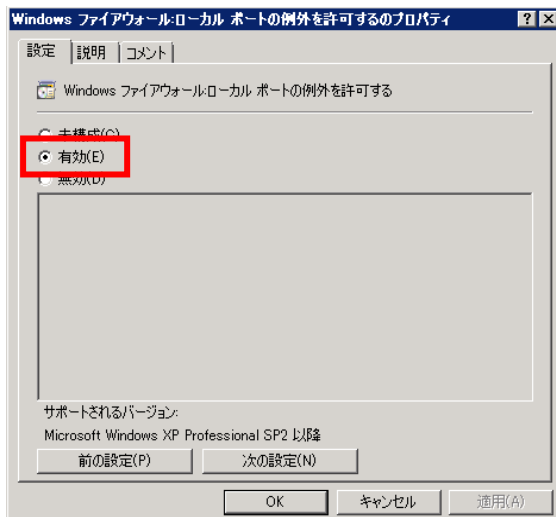 Windows ファイアウォール:ローカル ポートの例外を許可するのプロパティ
設定 説明 コメント
Windows ファイアウォール:ローカル ポートの例外を許可する
未構成(C)
有効(E)
無効(D)
サポートされるバージョン:
Microsoft Windows XP Professional SP2 以降
前の設定(P) 次の設定(N)
OK キャンセル 適用(A)